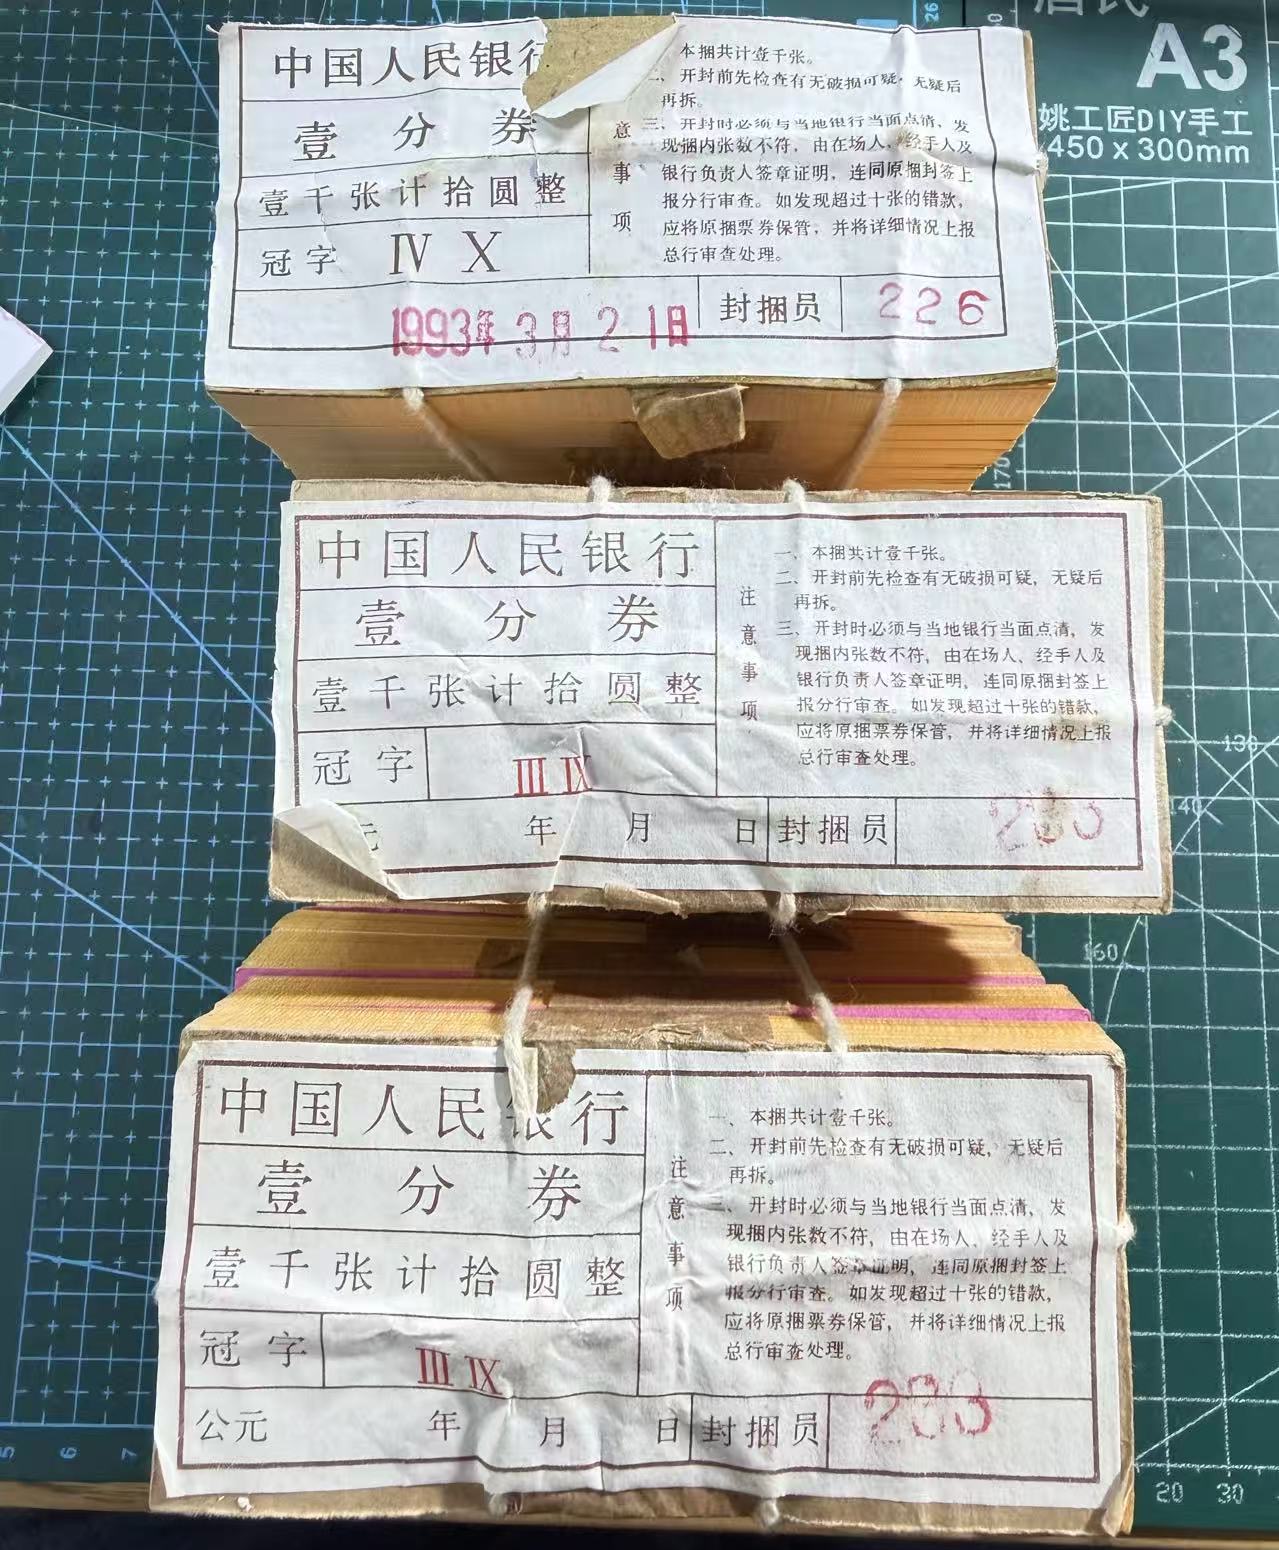 A3
姚工匠DIY手工
450 x 300mm
中国人民银行
壹分券
壹千张计拾圆整
冠字 Ⅳ Ⅹ
1993年3月21日
封捆员 226
意事项
本捆共计壹千张。
二、开封前先检查有无破损可疑，无疑后
再拆。
三、开封时必须与当地银行当面点清，发
现捆内张数不符，由在场人、经手人及
银行负责人签章证明，连同原捆封签上
报分行审查。如发现超过十张的错款，
应将原捆票券保管，并将详细情况上报
总行审查处理。
中国人民银行
壹分券
壹千张计拾圆整
冠字 Ⅲ Ⅸ
年 月 日 封捆员
注意事项
一、本捆共计壹千张。
二、开封前先检查有无破损可疑，无疑后
再拆。
三、开封时必须与当地银行当面点清，发
现捆内张数不符，由在场人、经手人及
银行负责人签章证明，连同原捆封签上
报分行审查。如发现超过十张的错款，
应将原捆票券保管，并将详细情况上报
总行审查处理。
中国人民银行
壹分券
壹千张计拾圆整
冠字 Ⅲ Ⅸ
公元 年 月 日 封捆员
注意事项
一、本捆共计壹千张。
二、开封前先检查有无破损可疑，无疑后
再拆。
三、开封时必须与当地银行当面点清，发
现捆内张数不符，由在场人、经手人及
银行负责人签章证明，连同原捆封签上
报分行审查。如发现超过十张的错款，
应将原捆票券保管，并将详细情况上报
总行审查处理。
26
170
130
140
160
5 6 7
20 30